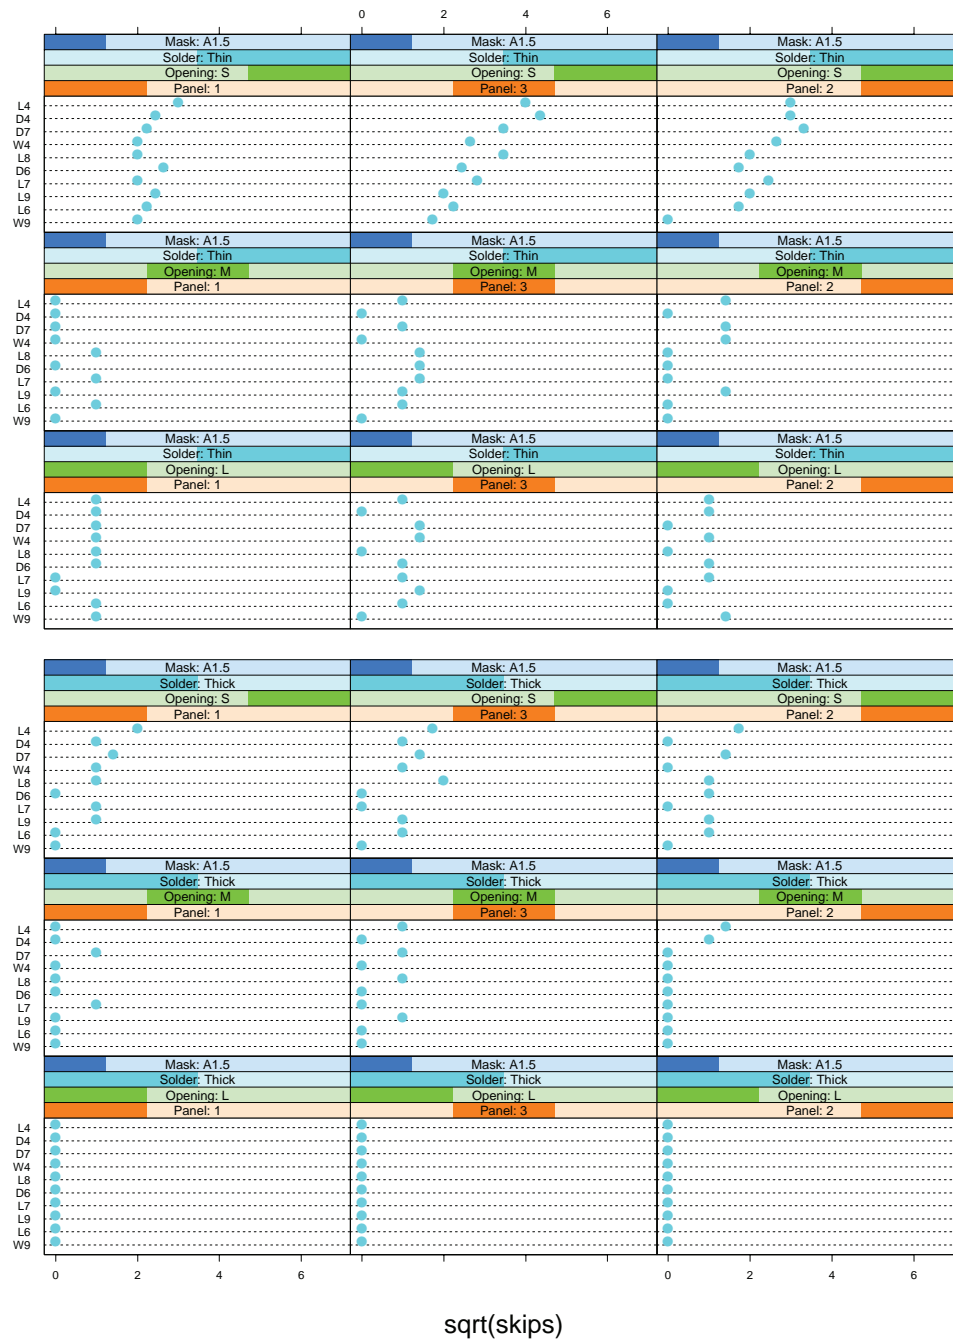 0 2 4 6
Mask: A1.5 Mask: A1.5 Mask: A1.5
Solder: Thin Solder: Thin Solder: Thin
Opening: S Opening: S Opening: S
Panel: 1 Panel: 3 Panel: 2
L4
D4
D7
W4
L8
D6
L7
L9
L6
W9
Mask: A1.5 Mask: A1.5 Mask: A1.5
Solder: Thin Solder: Thin Solder: Thin
Opening: M Opening: M Opening: M
Panel: 1 Panel: 3 Panel: 2
L4
D4
D7
W4
L8
D6
L7
L9
L6
W9
Mask: A1.5 Mask: A1.5 Mask: A1.5
Solder: Thin Solder: Thin Solder: Thin
Opening: L Opening: L Opening: L
Panel: 1 Panel: 3 Panel: 2
L4
D4
D7
W4
L8
D6
L7
L9
L6
W9
Mask: A1.5 Mask: A1.5 Mask: A1.5
Solder: Thick Solder: Thick Solder: Thick
Opening: S Opening: S Opening: S
Panel: 1 Panel: 3 Panel: 2
L4
D4
D7
W4
L8
D6
L7
L9
L6
W9
Mask: A1.5 Mask: A1.5 Mask: A1.5
Solder: Thick Solder: Thick Solder: Thick
Opening: M Opening: M Opening: M
Panel: 1 Panel: 3 Panel: 2
L4
D4
D7
W4
L8
D6
L7
L9
L6
W9
Mask: A1.5 Mask: A1.5 Mask: A1.5
Solder: Thick Solder: Thick Solder: Thick
Opening: L Opening: L Opening: L
Panel: 1 Panel: 3 Panel: 2
L4
D4
D7
W4
L8
D6
L7
L9
L6
W9
0 2 4 6 0 2 4 6
sqrt(skips)